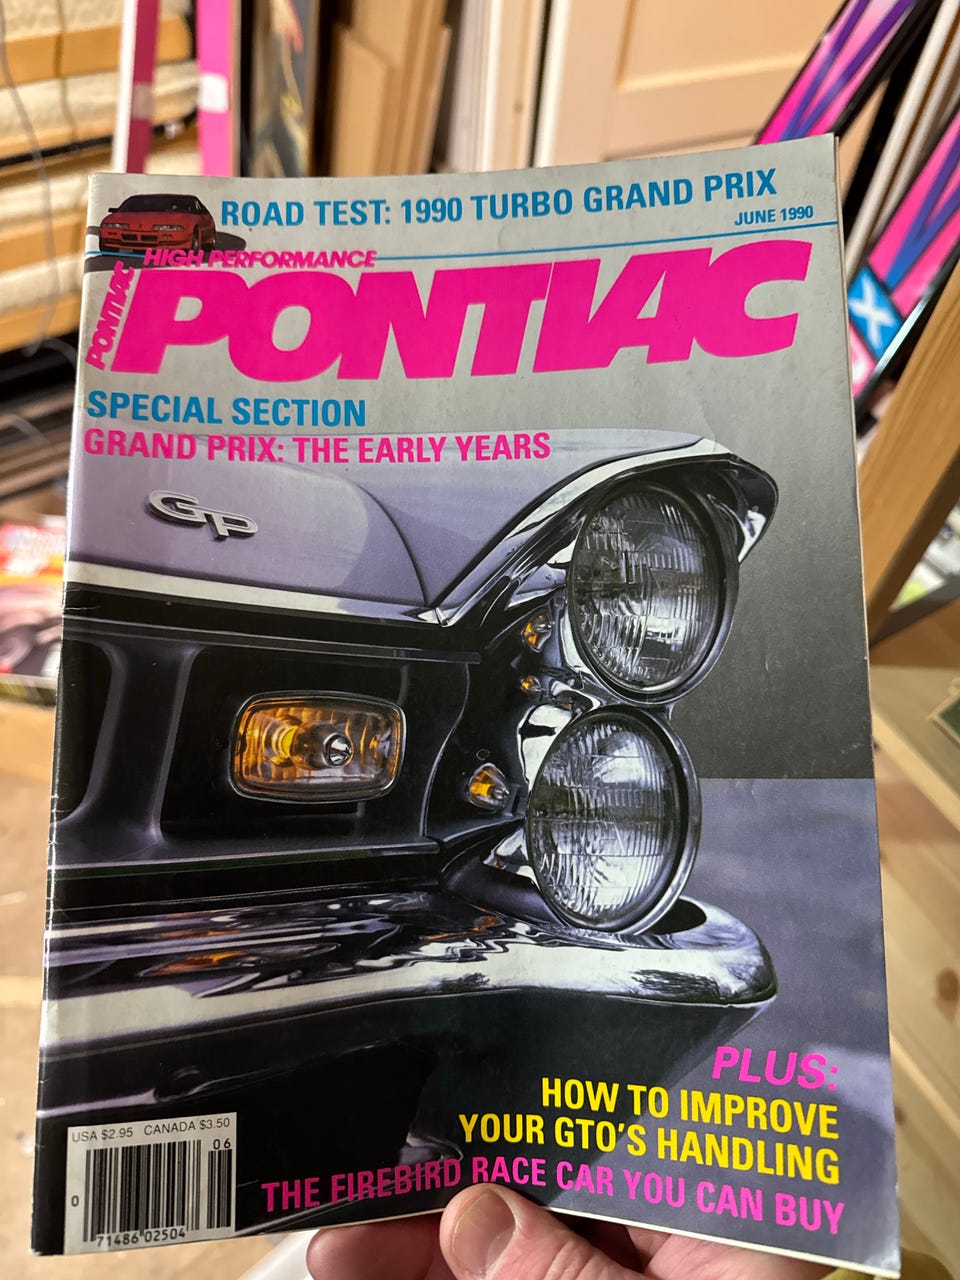 ROAD TEST: 1990 TURBO GRAND PRIX
JUNE 1990
HIGH PERFORMANCE
PONTIAC
PONTIAC
SPECIAL SECTION
GRAND PRIX: THE EARLY YEARS
GP
PLUS:
HOW TO IMPROVE
YOUR GTO'S HANDLING
THE FIREBIRD RACE CAR YOU CAN BUY
USA $2.95 CANADA $3.50
06
0
71486 02504
X